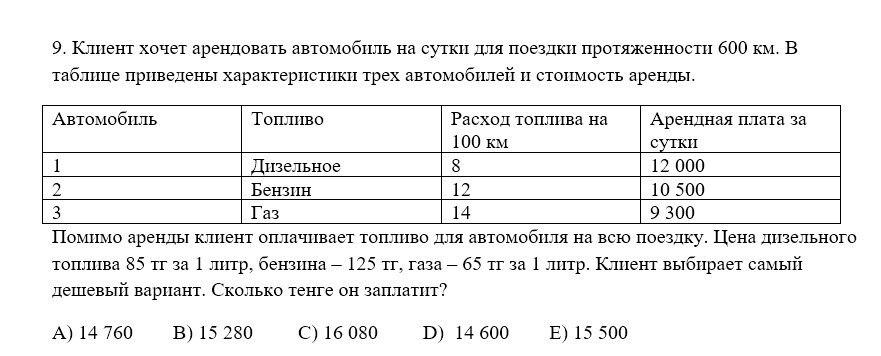 9. Клиент хочет арендовать автомобиль на сутки для поездки протяженности 600 км. В
таблице приведены характеристики трех автомобилей и стоимость аренды.
Автомобиль Топливо Расход топлива на 100 км Арендная плата за сутки
1 Дизельное 8 12 000
2 Бензин 12 10 500
3 Газ 14 9 300
Помимо аренды клиент оплачивает топливо для автомобиля на всю поездку. Цена дизельного
топлива 85 тг за 1 литр, бензина – 125 тг, газа – 65 тг за 1 литр. Клиент выбирает самый
дешевый вариант. Сколько тенге он заплатит?
A) 14 760 B) 15 280 C) 16 080 D) 14 600 E) 15 500